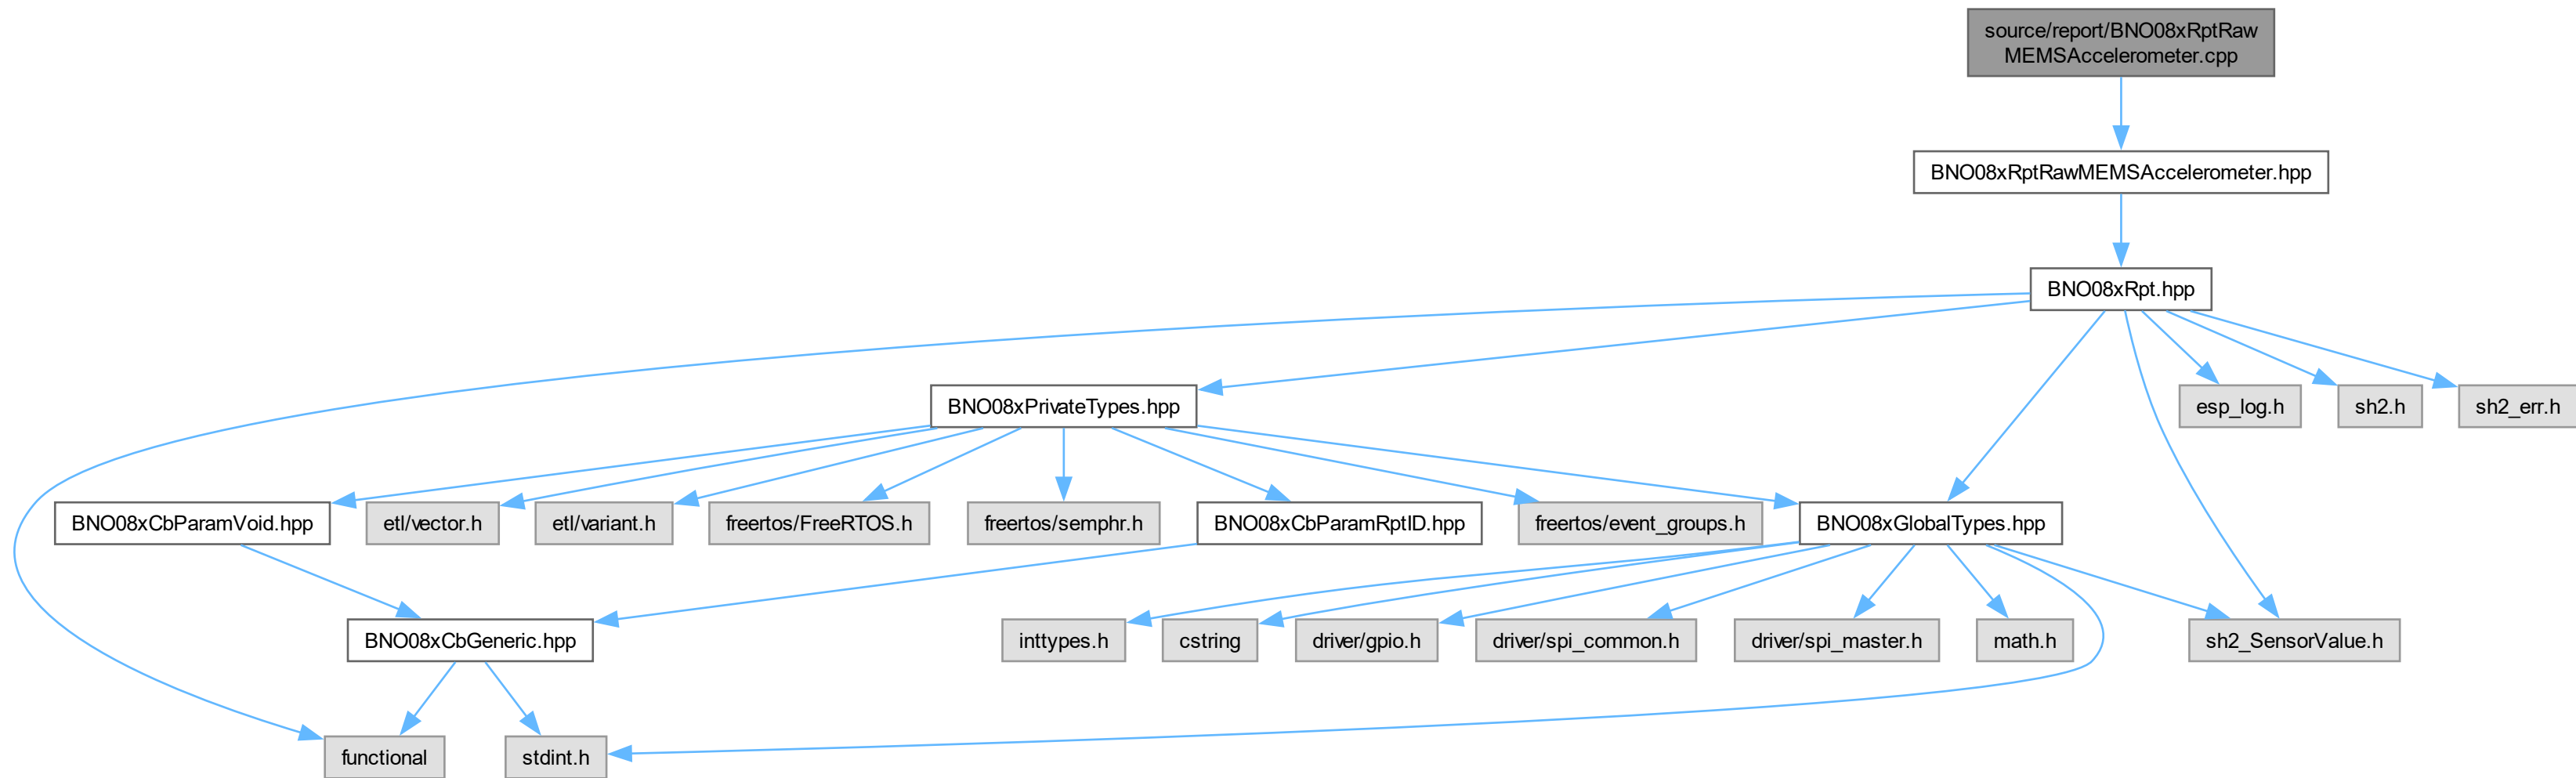 source/report/BNO08xRptRaw
MEMSAccelerometer.cpp
BNO08xRptRawMEMSAccelerometer.hpp
BNO08xRpt.hpp
BNO08xPrivateTypes.hpp
esp_log.h
sh2.h
sh2_err.h
BNO08xCbParamVoid.hpp
etl/vector.h
etl/variant.h
freertos/FreeRTOS.h
freertos/semphr.h
BNO08xCbParamRptID.hpp
freertos/event_groups.h
BNO08xGlobalTypes.hpp
BNO08xCbGeneric.hpp
inttypes.h
cstring
driver/gpio.h
driver/spi_common.h
driver/spi_master.h
math.h
sh2_SensorValue.h
functional
stdint.h